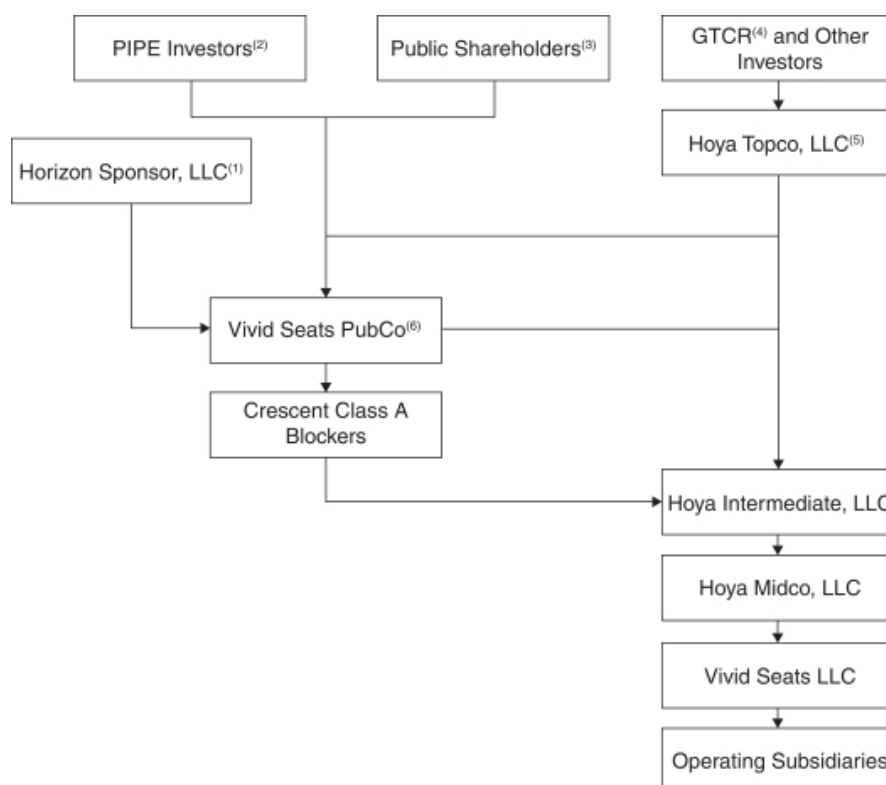 PIPE Investors(2)
Public Shareholders(3)
GTCR(4) and Other
Investors
Horizon Sponsor, LLC(1)
Hoya Topco, LLC(5)
Vivid Seats PubCo(6)
Crescent Class A
Blockers
Hoya Intermediate, LLC
Hoya Midco, LLC
Vivid Seats LLC
Operating Subsidiaries